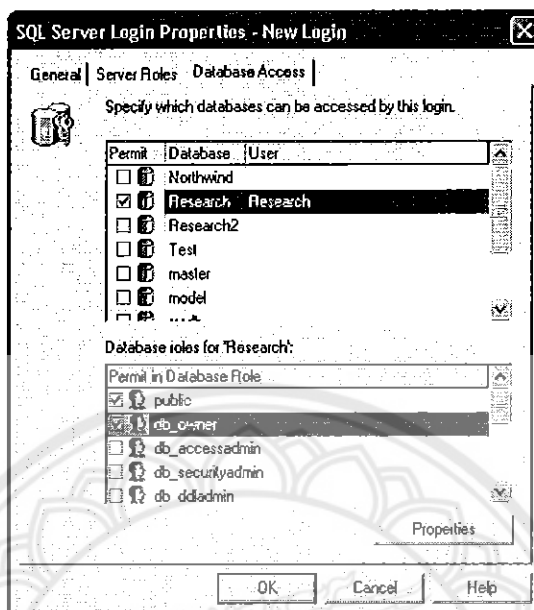 SQL Server Login Properties - New Login
General Server Roles Database Access
Specify which databases can be accessed by this login.
Permit Database User
Northwind
Research Research
Research2
Test
master
model
Database roles for 'Research':
Permit in Database Role
public
db_owner
db_accessadmin
db_securityadmin
db_ddladmin
Properties
OK Cancel Help